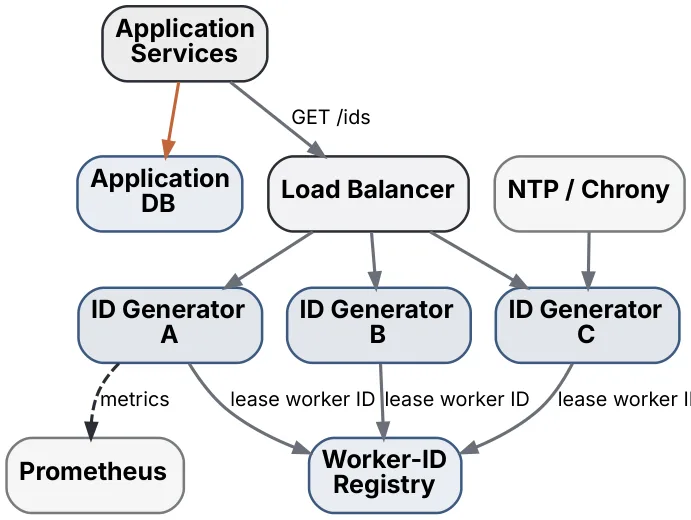 Application
Services
GET /ids
Application
DB
Load Balancer
NTP / Chrony
ID Generator
A
ID Generator
B
ID Generator
C
metrics
lease worker ID
lease worker ID
lease worker
Prometheus
Worker-ID
Registry